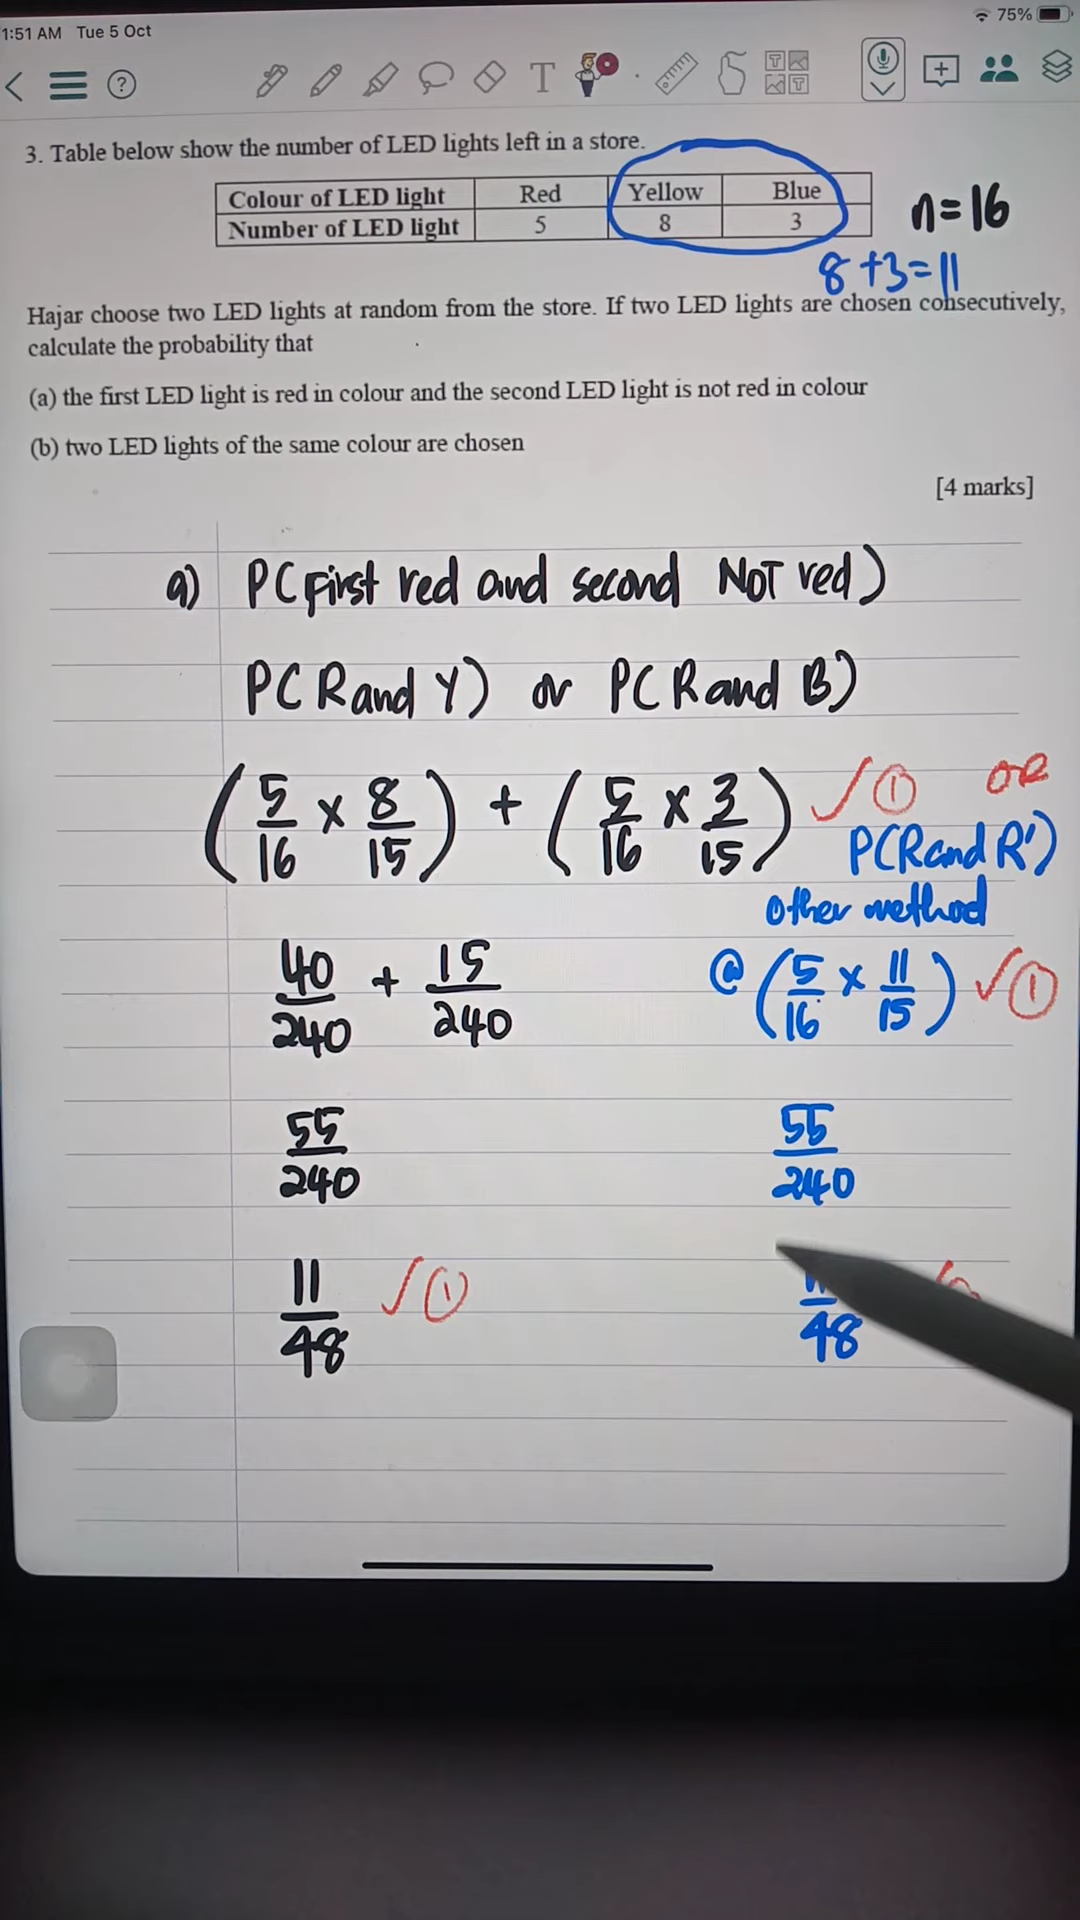 1:51 AM Tue 5 Oct
75%
T
3. Table below show the number of LED lights left in a store.
Colour of LED light Red Yellow Blue
Number of LED light 5 8 3
n=16
8+3=11
Hajar choose two LED lights at random from the store. If two LED lights are chosen consecutively,
calculate the probability that
(a) the first LED light is red in colour and the second LED light is not red in colour
(b) two LED lights of the same colour are chosen
[4 marks]
a) P(First red and second NOT red)
P(R and Y) or P(R and B)
(5/16 x 8/15) + (5/16 x 3/15) ✓① OR
P(R and R')
other method
40/240 + 15/240 @ (5/16 x 11/15) ✓①
55/240 55/240
11/48 ✓① /48